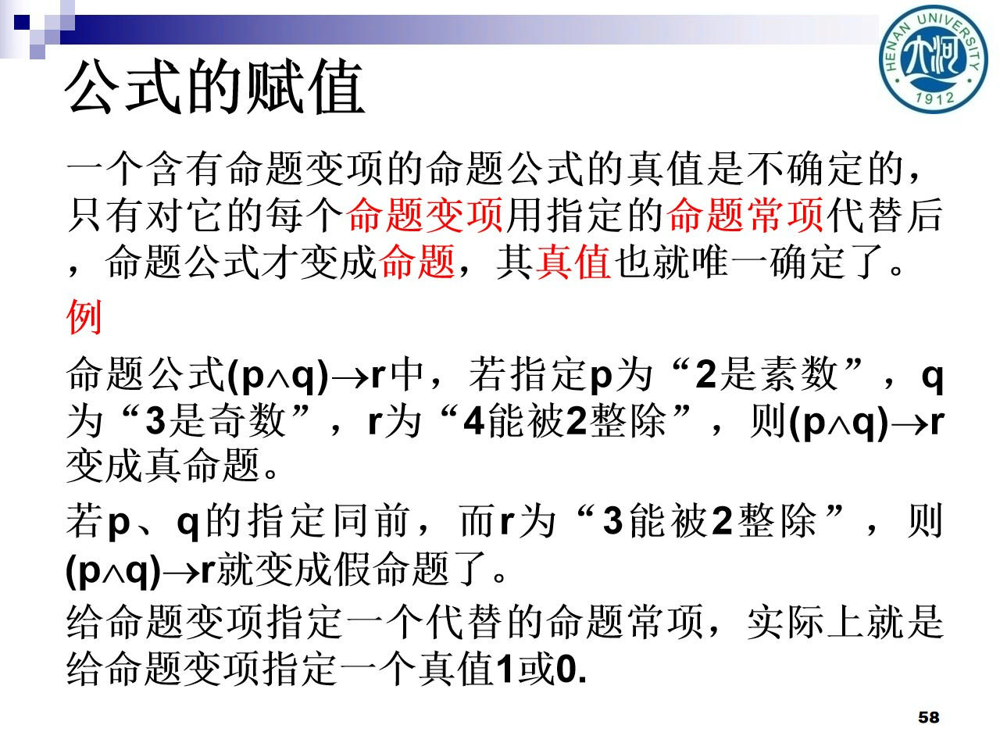 HENAN UNIVERSITY
大河
1912
公式的赋值
一个含有命题变项的命题公式的真值是不确定的，
只有对它的每个命题变项用指定的命题常项代替后
，命题公式才变成命题，其真值也就唯一确定了。
例
命题公式(p∧q)→r中，若指定p为“2是素数”，q
为“3是奇数”，r为“4能被2整除”，则(p∧q)→r
变成真命题。
若p、q的指定同前，而r为“3能被2整除”，则
(p∧q)→r就变成假命题了。
给命题变项指定一个代替的命题常项，实际上就是
给命题变项指定一个真值1或0.
58